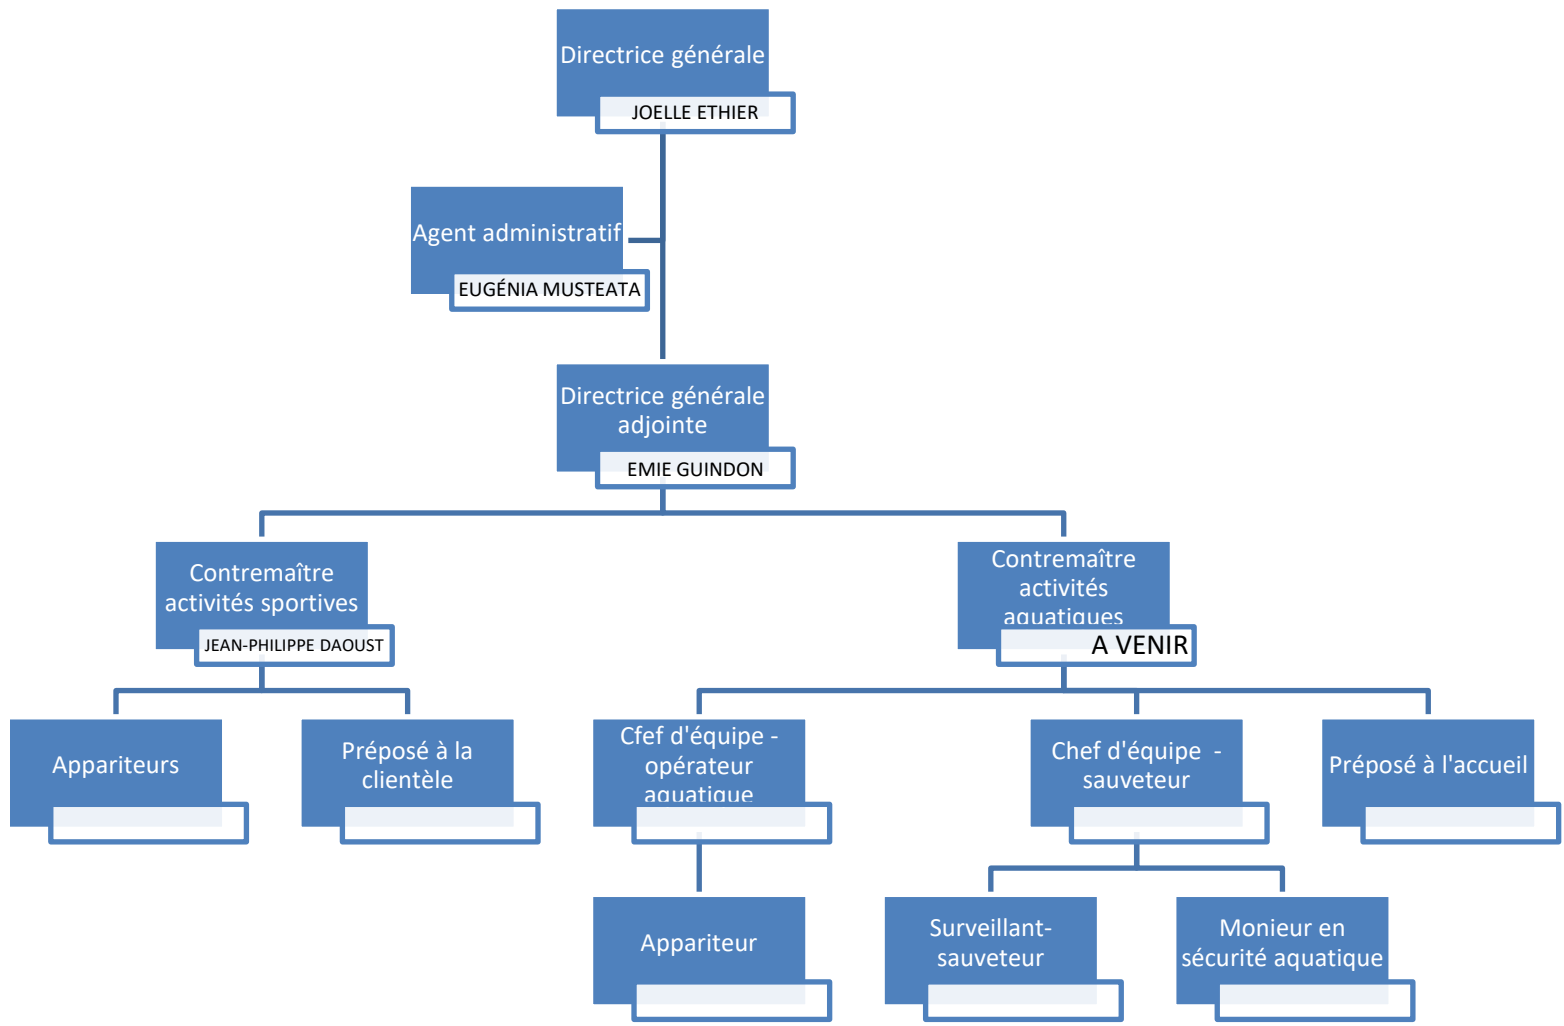 Directrice générale
JOELLE ETHIER
Agent administratif
EUGÉNIA MUSTEATA
Directrice générale
adjointe
EMIE GUINDON
Contremaître
activités sportives
JEAN-PHILIPPE DAOUST
Contremaître
activités
aquatiques
A VENIR
Appariteurs
Préposé à la
clientèle
Cfef d'équipe -
opérateur
aquatique
Chef d'équipe -
sauveteur
Préposé à l'accueil
Appariteur
Surveillant-
sauveteur
Monieur en
sécurité aquatique